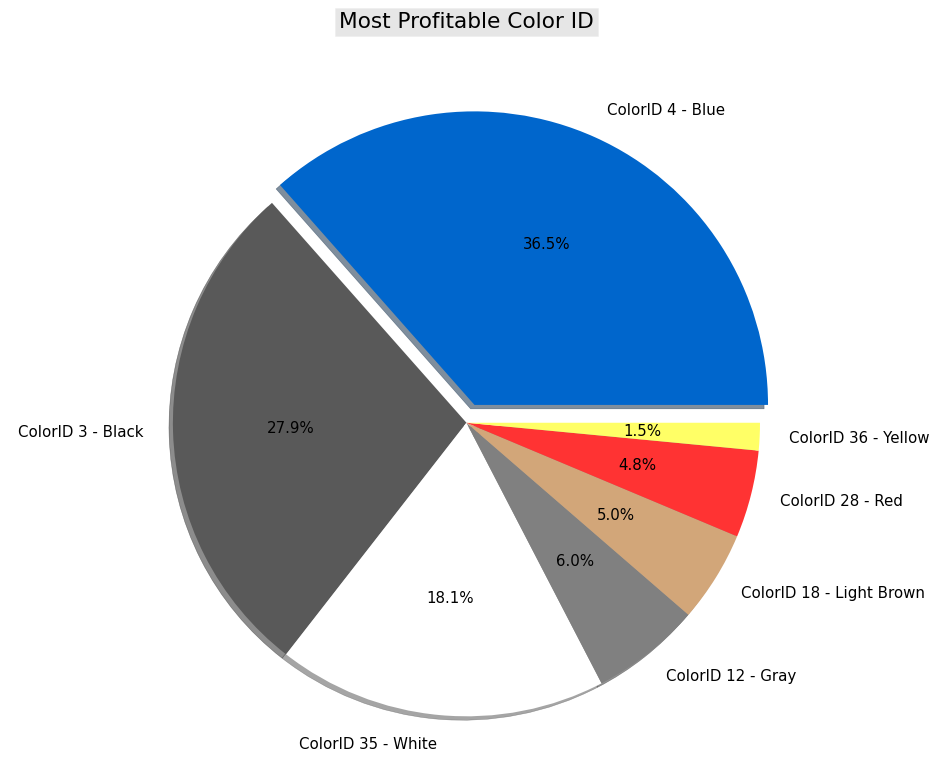 Most Profitable Color ID
ColorID 4 - Blue
36.5%
ColorID 3 - Black
27.9%
ColorID 35 - White
18.1%
ColorID 12 - Gray
6.0%
ColorID 18 - Light Brown
5.0%
ColorID 28 - Red
4.8%
ColorID 36 - Yellow
1.5%